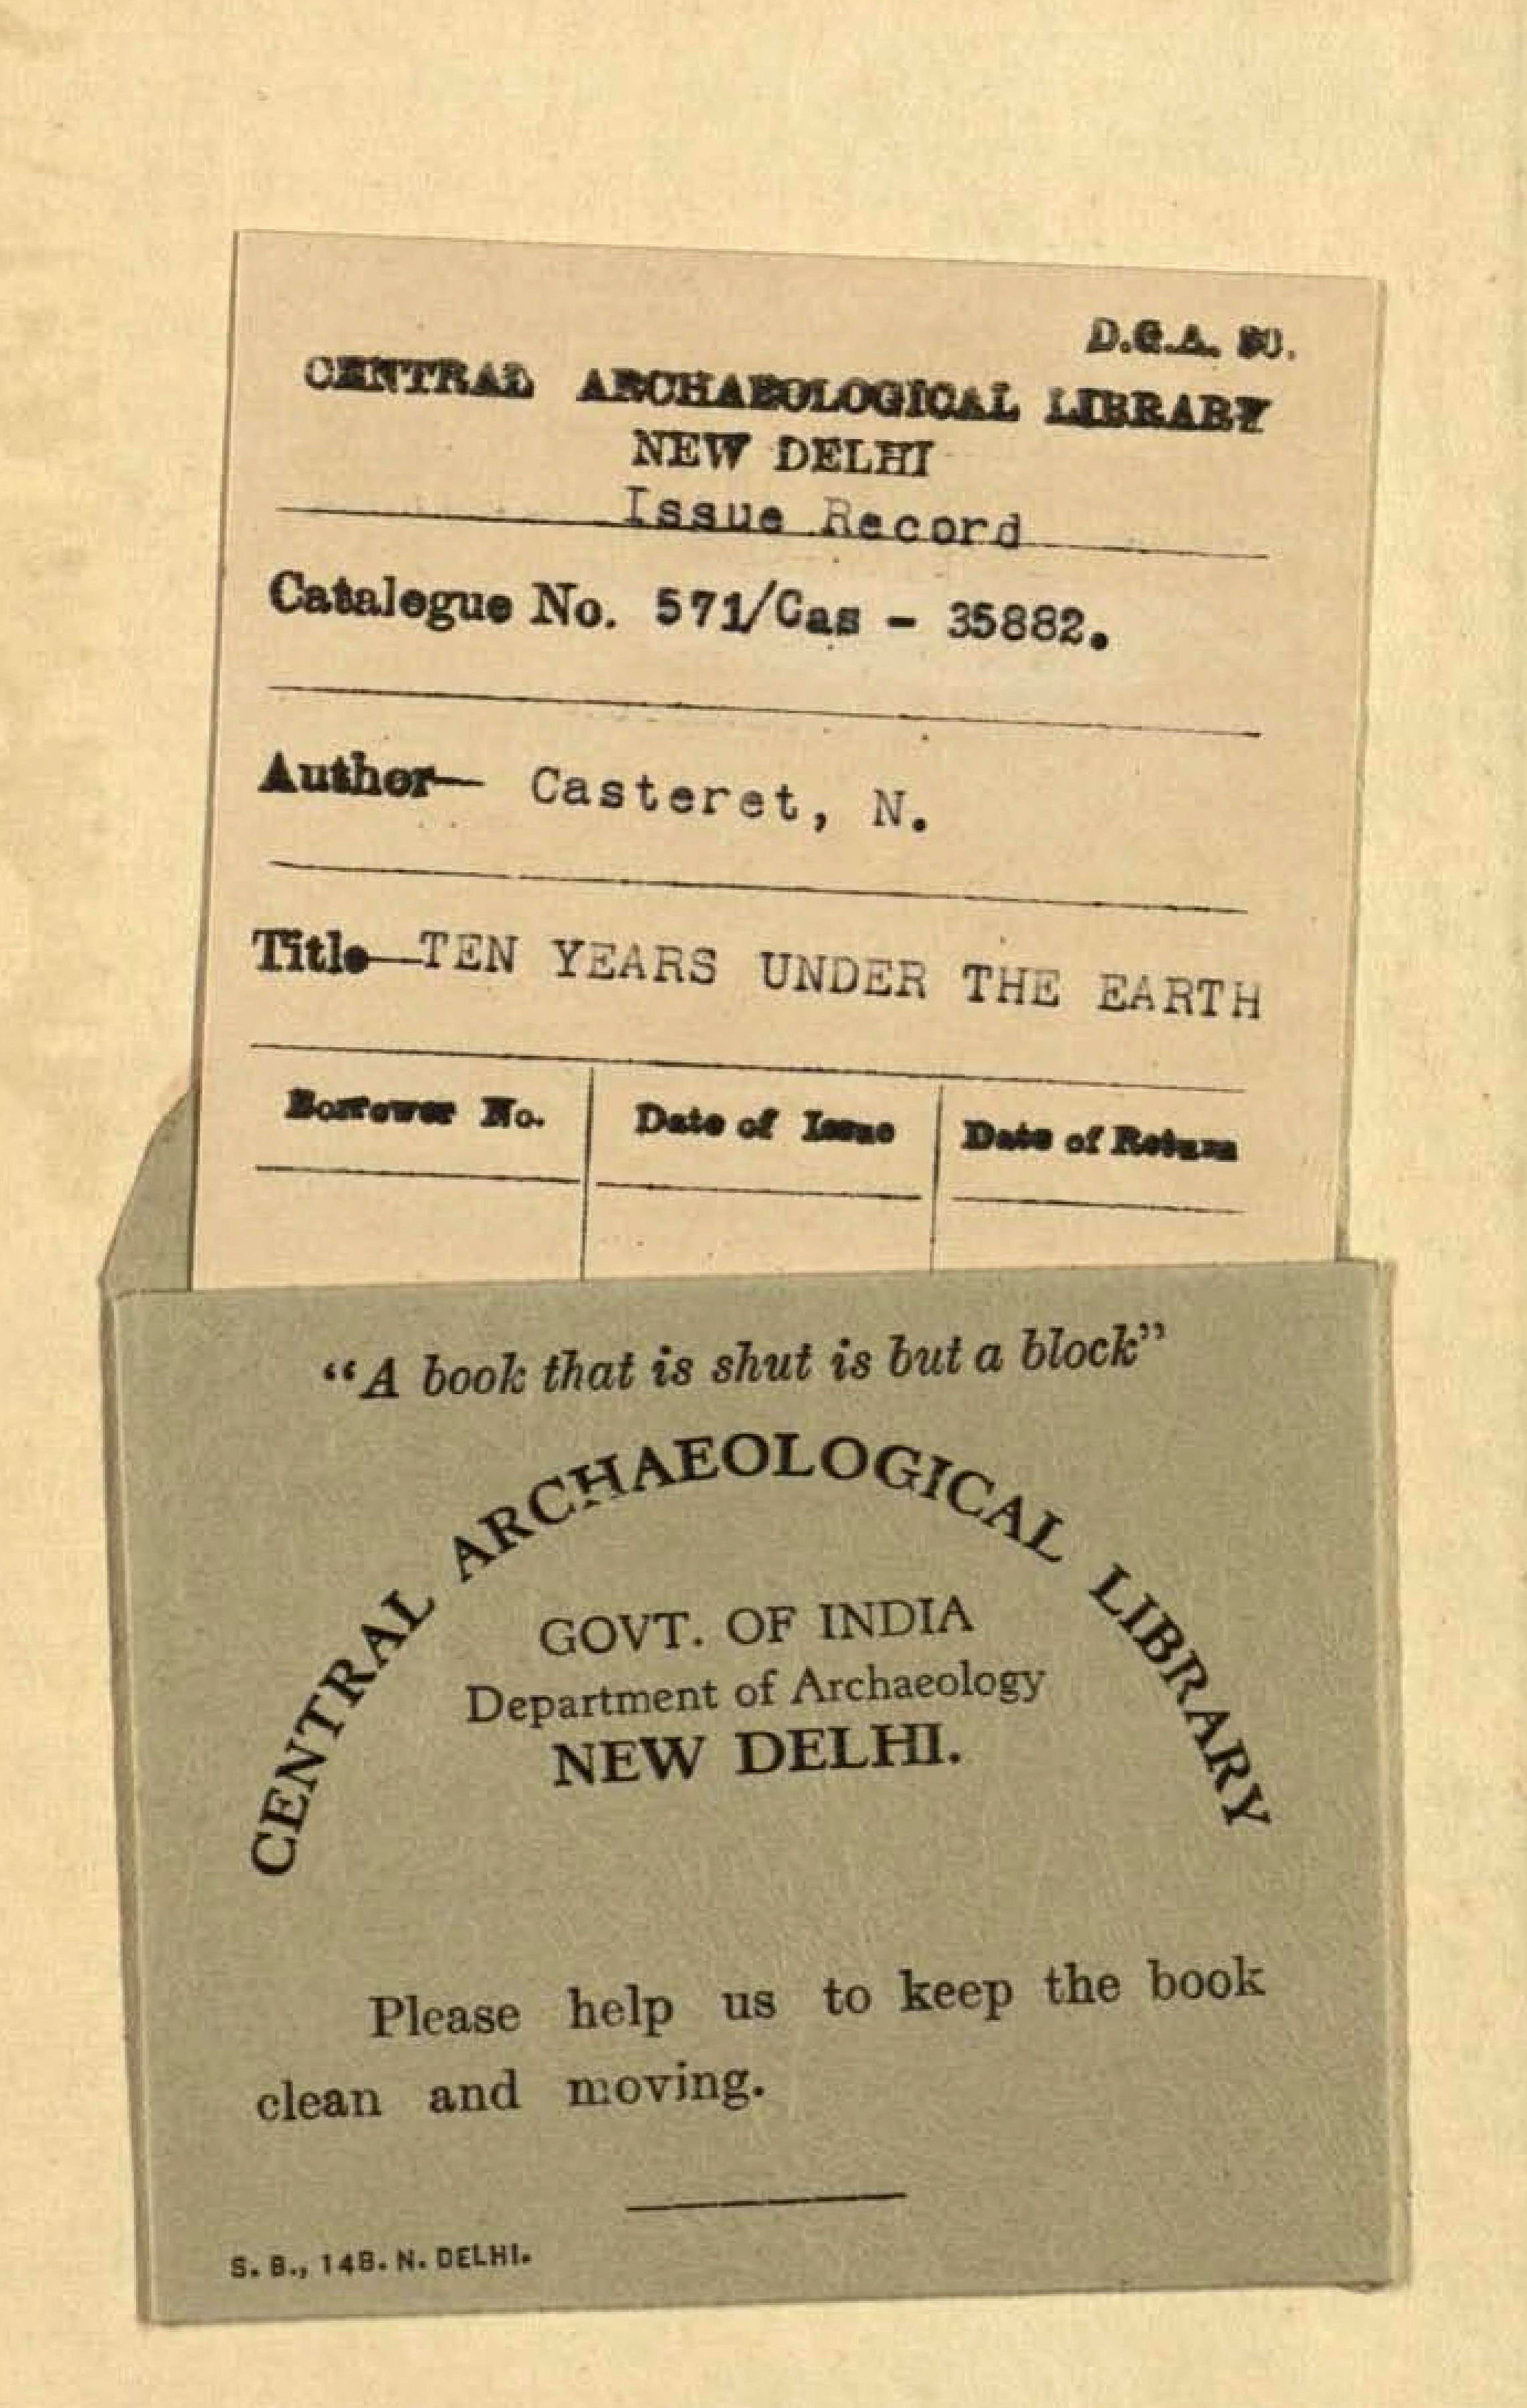 D.G.A. 80.
CENTRAL ARCHAEOLOGICAL LIBRARY
NEW DELHI
Issue Record
Catalogue No. 571/Cas - 35882.
Author— Casteret, N.
Title—TEN YEARS UNDER THE EARTH
Borrower No. Date of Issue Date of Return
“A book that is shut is but a block”
CENTRAL ARCHAEOLOGICAL LIBRARY
GOVT. OF INDIA
Department of Archaeology
NEW DELHI.
Please help us to keep the book
clean and moving.
S. B., 148. N. DELHI.